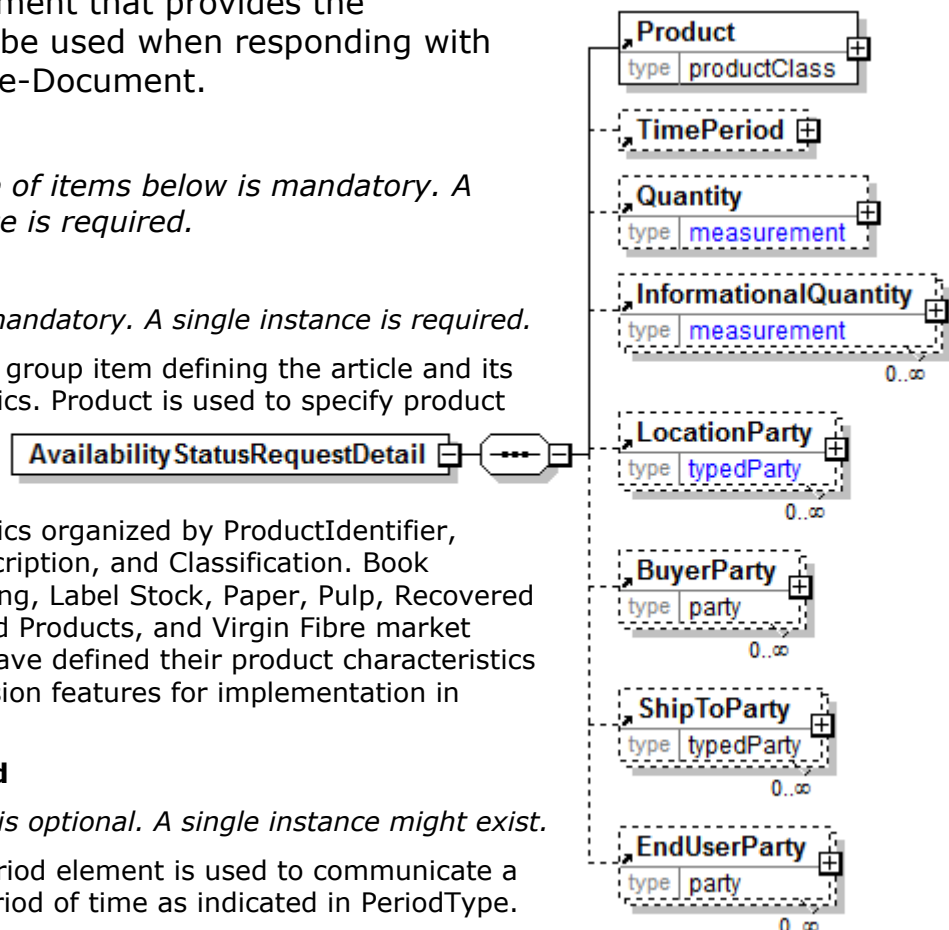 ment that provides the
be used when responding with
e-Document.
of items below is mandatory. A
e is required.
mandatory. A single instance is required.
group item defining the article and its
ics. Product is used to specify product
AvailabilityStatusRequestDetail
ics organized by ProductIdentifier,
cription, and Classification. Book
ng, Label Stock, Paper, Pulp, Recovered
d Products, and Virgin Fibre market
ave defined their product characteristics
sion features for implementation in
d
is optional. A single instance might exist.
riod element is used to communicate a
riod of time as indicated in PeriodType.
Product
type productClass
TimePeriod
Quantity
type measurement
InformationalQuantity
type measurement
0..∞
LocationParty
type typedParty
0..∞
BuyerParty
type party
0..∞
ShipToParty
type typedParty
0..∞
EndUserParty
type party
0..∞